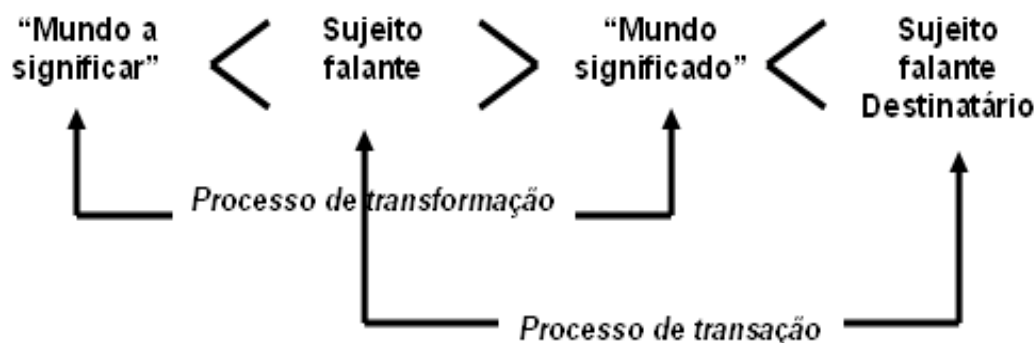 “Mundo a
significar”
Sujeito
falante
“Mundo
significado”
Sujeito
falante
Destinatário
Processo de transformação
Processo de transação